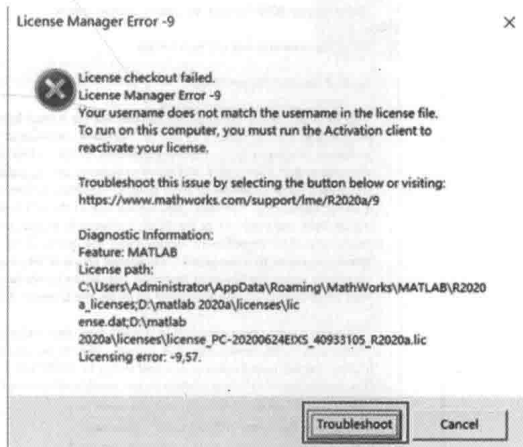 License Manager Error -9
License checkout failed.
License Manager Error -9
Your username does not match the username in the license file.
To run on this computer, you must run the Activation client to
reactivate your license.
Troubleshoot this issue by selecting the button below or visiting:
https://www.mathworks.com/support/lme/R2020a/9
Diagnostic Information:
Feature: MATLAB
License path:
C:\Users\Administrator\AppData\Roaming\MathWorks\MATLAB\R2020
a_licenses;D:\matlab 2020a\licenses\lic
ense.dat;D:\matlab
2020a\licenses\license_PC-20200624EIXS_40933105_R2020a.lic
Licensing error: -9,57.
Troubleshoot
Cancel